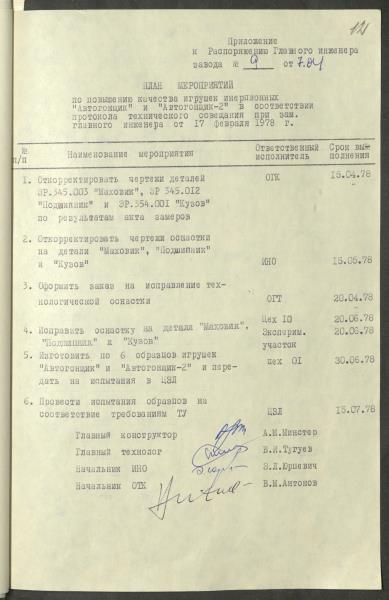 121
Приложение
к Распоряжению Главного инженера
завода № 9 от 7.04
ПЛАН МЕРОПРИЯТИЙ
по повышению качества игрушек инерционных
"Автогонщик" и "Автогонщик-2" в соответствии
протокола технического совещания при зам.
главного инженера от 17 февраля 1978 г.
№ п/п Наименование мероприятия Ответственный исполнитель Срок выполнения
1. Откорректировать чертежи деталей ОГК 15.04.78
ЭР.345.003 "Маховик", ЭР 345.012
"Подшипник" и ЭР.354.001 "Кузов"
по результатам акта замеров
2. Откорректировать чертежи оснастки
на детали "Маховик", "Подшипник"
и "Кузов" ИНО 15.05.78
3. Оформить заказ на исправление тех-
нологической оснастки ОГТ 20.04.78
Цех 10 20.06.78
4. Исправить оснастку на детали "Маховик", Эксперим. 20.06.78
"Подшипник" и "Кузов" участок
5. Изготовить по 6 образцов игрушек цех 01 30.06.78
"Автогонщик" и "Автогонщик-2" и пере-
дать на испытания в ЦЗЛ
6. Провести испытания образцов на
соответствие требованиям ТУ ЦЗЛ 15.07.78
Главный конструктор А.М.Минстер
Главный технолог В.И.Тугуев
Начальник ИНО Э.Л.Юршевич
Начальник ОТК В.М.Антонов